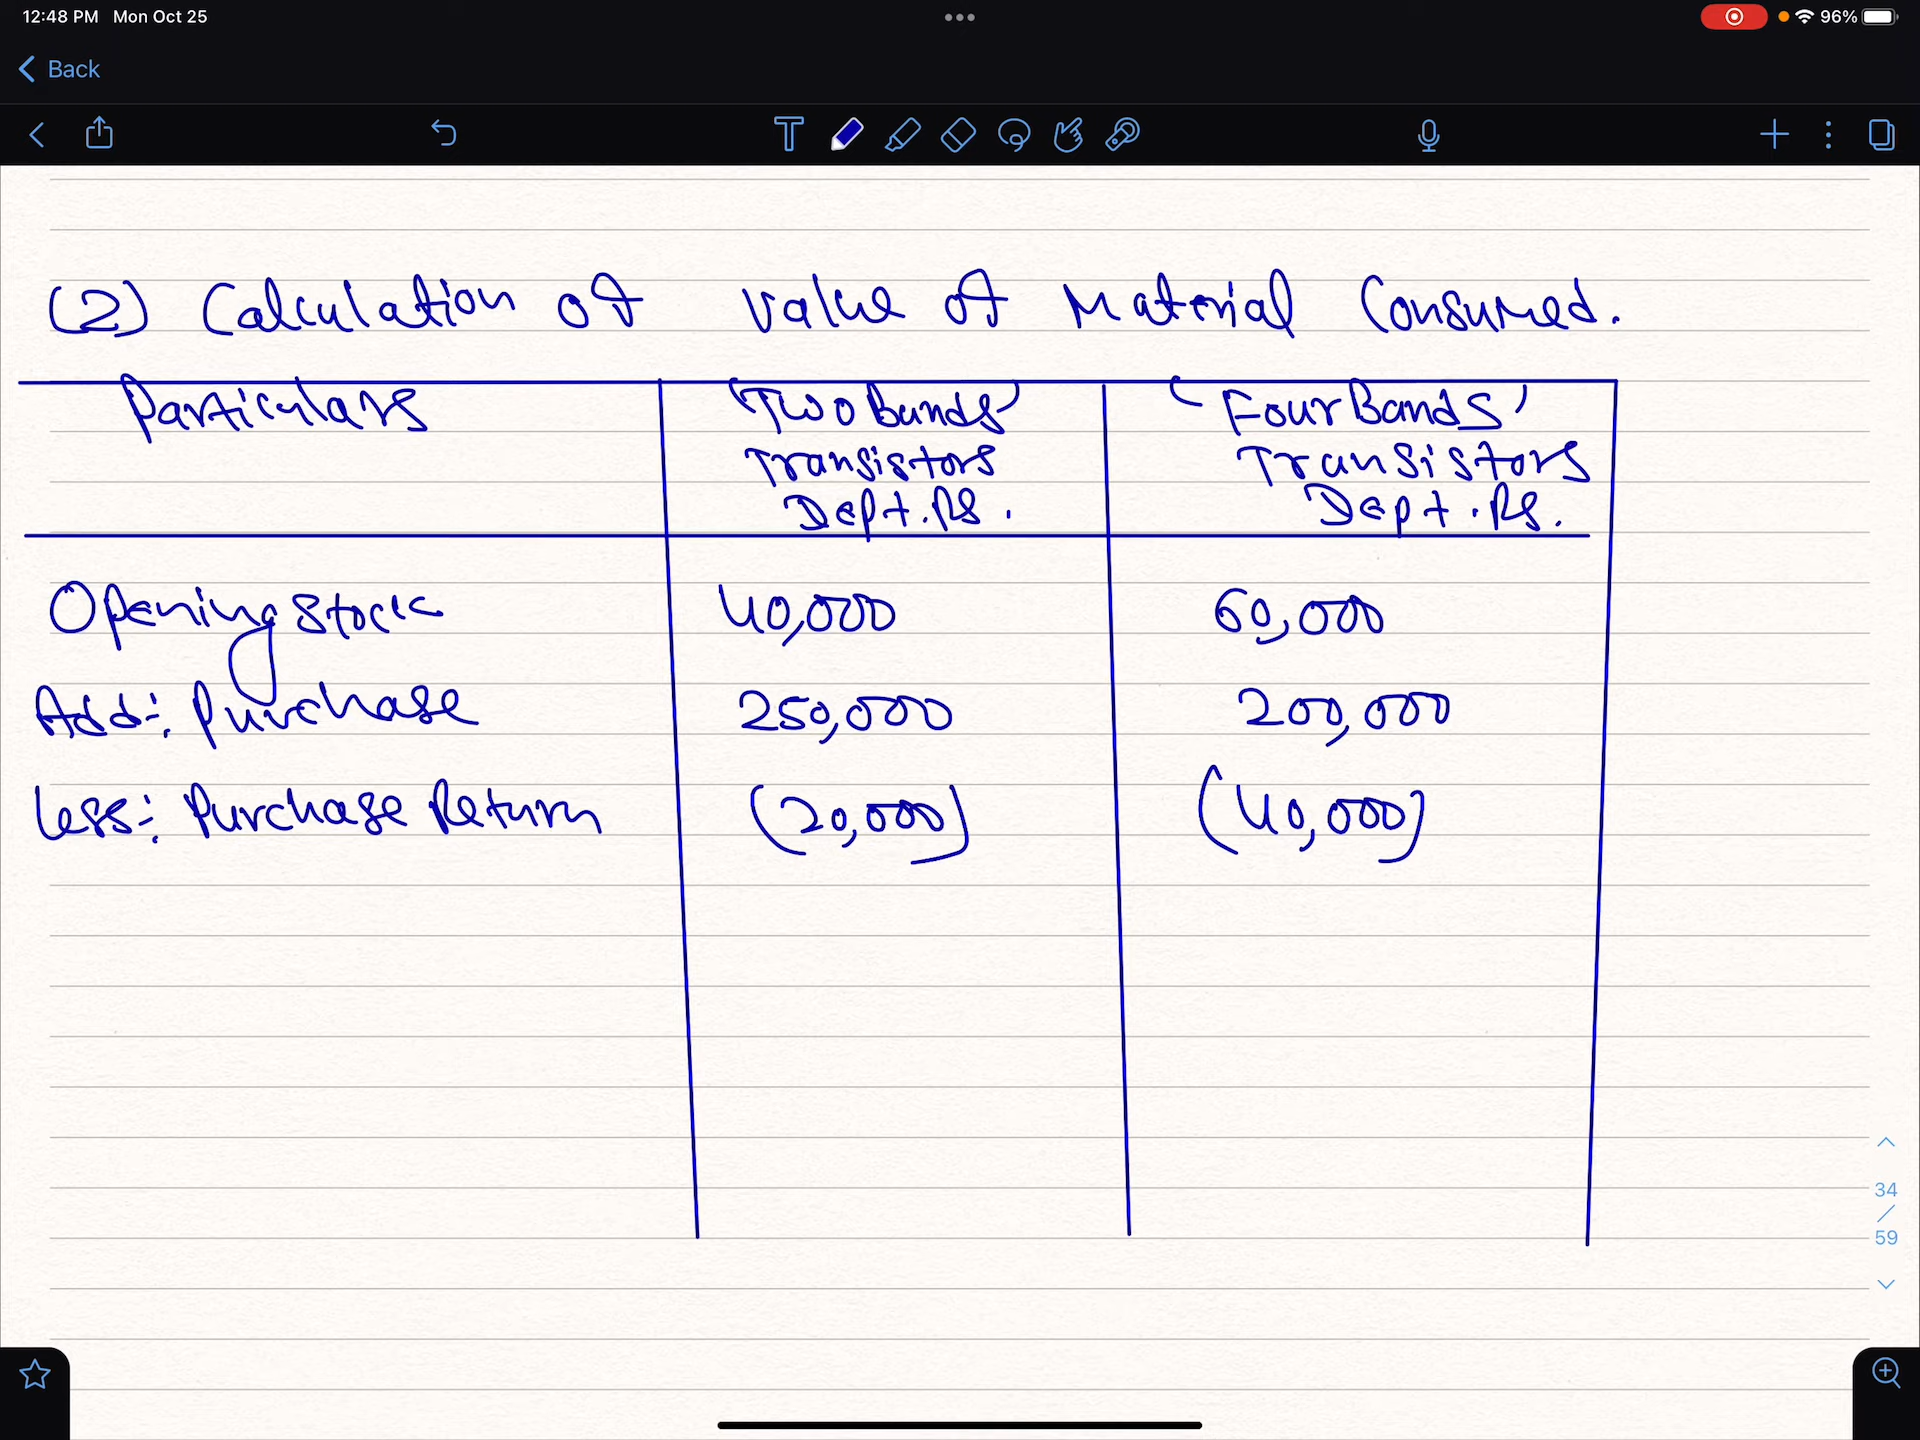 12:48 PM Mon Oct 25
96%
Back
(2) Calculation of Value of Material Consumed.
Particulars 'Two Bands' 'Four Bands'
Transistors Transistors
Dept. Rs. Dept. Rs.
Opening Stock 40,000 60,000
Add:- Purchase 250,000 200,000
Less:- Purchase Return (20,000) (40,000)
34
/
59